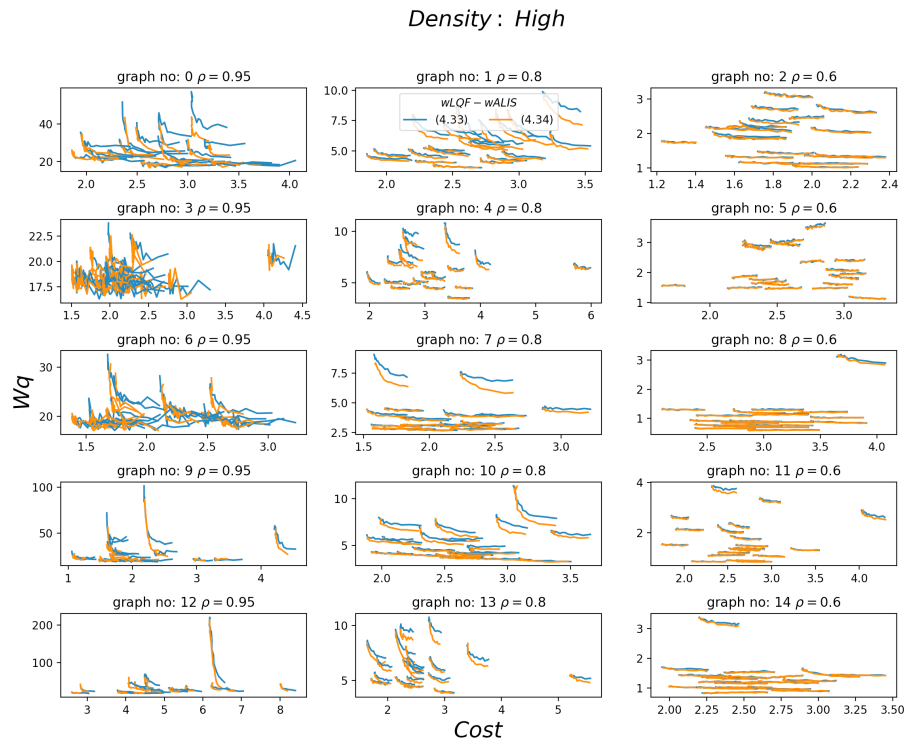 Density: High
graph no: 0 ρ = 0.95
graph no: 1 ρ = 0.8
graph no: 2 ρ = 0.6
40
20
2.0 2.5 3.0 3.5 4.0
10.0
7.5
5.0
wLQF − wALIS
(4.33) (4.34)
2.0 2.5 3.0 3.5
3
2
1
1.2 1.4 1.6 1.8 2.0 2.2 2.4
graph no: 3 ρ = 0.95
graph no: 4 ρ = 0.8
graph no: 5 ρ = 0.6
22.5
20.0
17.5
1.5 2.0 2.5 3.0 3.5 4.0 4.5
10
5
2 3 4 5 6
3
2
1
2.0 2.5 3.0
graph no: 6 ρ = 0.95
graph no: 7 ρ = 0.8
graph no: 8 ρ = 0.6
Wq
30
20
1.5 2.0 2.5 3.0
7.5
5.0
2.5
1.5 2.0 2.5 3.0
3
2
1
2.5 3.0 3.5 4.0
graph no: 9 ρ = 0.95
graph no: 10 ρ = 0.8
graph no: 11 ρ = 0.6
100
50
1 2 3 4
10
5
2.0 2.5 3.0 3.5
4
2
2.0 2.5 3.0 3.5 4.0
graph no: 12 ρ = 0.95
graph no: 13 ρ = 0.8
graph no: 14 ρ = 0.6
200
100
3 4 5 6 7 8
10
5
2 3 4 5
3
2
1
2.00 2.25 2.50 2.75 3.00 3.25 3.50
Cost